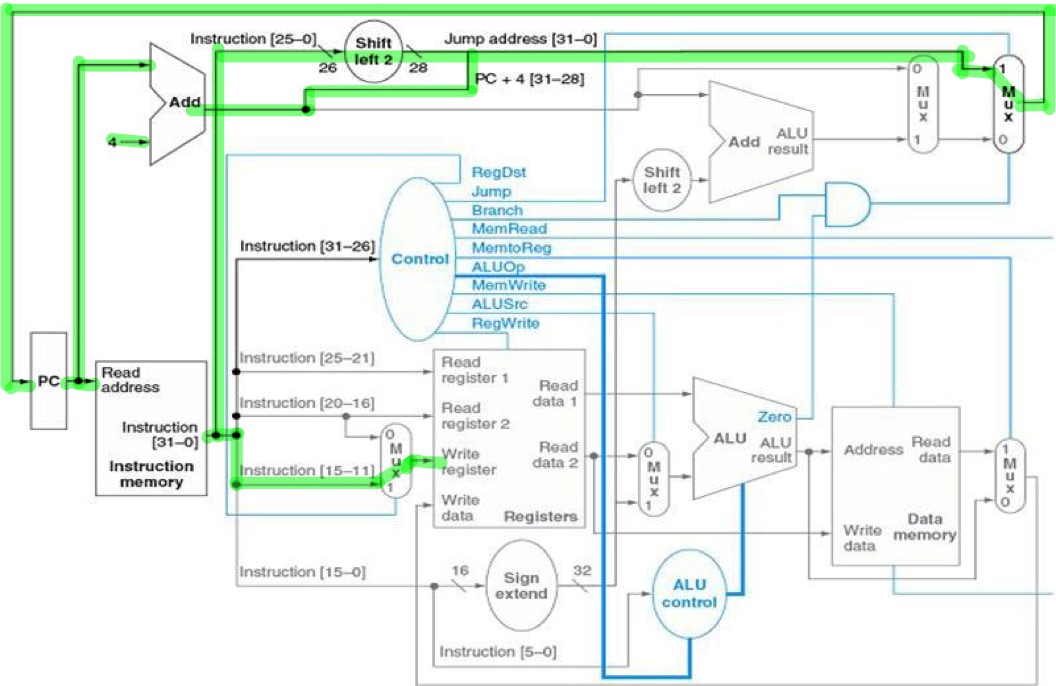 Instruction [25–0]
Shift
left 2
Jump address [31–0]
26
28
PC + 4 [31–28]
Add
4
0
M
u
x
1
1
M
u
x
0
Add
ALU
result
Shift
left 2
RegDst
Jump
Branch
MemRead
MemtoReg
ALUOp
MemWrite
ALUSrc
RegWrite
Control
Instruction [31–26]
PC
Read
address
Instruction
[31–0]
Instruction
memory
Instruction [25–21]
Instruction [20–16]
Instruction [15–11]
0
M
u
x
1
Read
register 1
Read
register 2
Write
register
Write
data
Read
data 1
Read
data 2
Registers
0
M
u
x
1
Zero
ALU
ALU
result
Address
Read
data
Write
data
Data
memory
1
M
u
x
0
Instruction [15–0]
16
Sign
extend
32
ALU
control
Instruction [5–0]